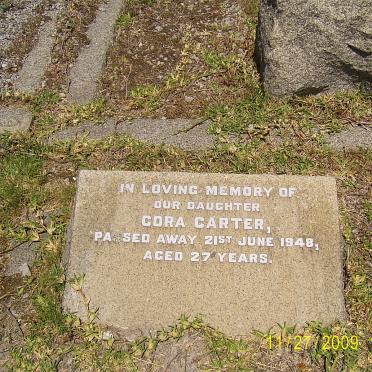 IN LOVING MEMORY OF
OUR DAUGHTER
CORA CARTER,
PASSED AWAY 21ST JUNE 1948,
AGED 27 YEARS.
11/27/2009